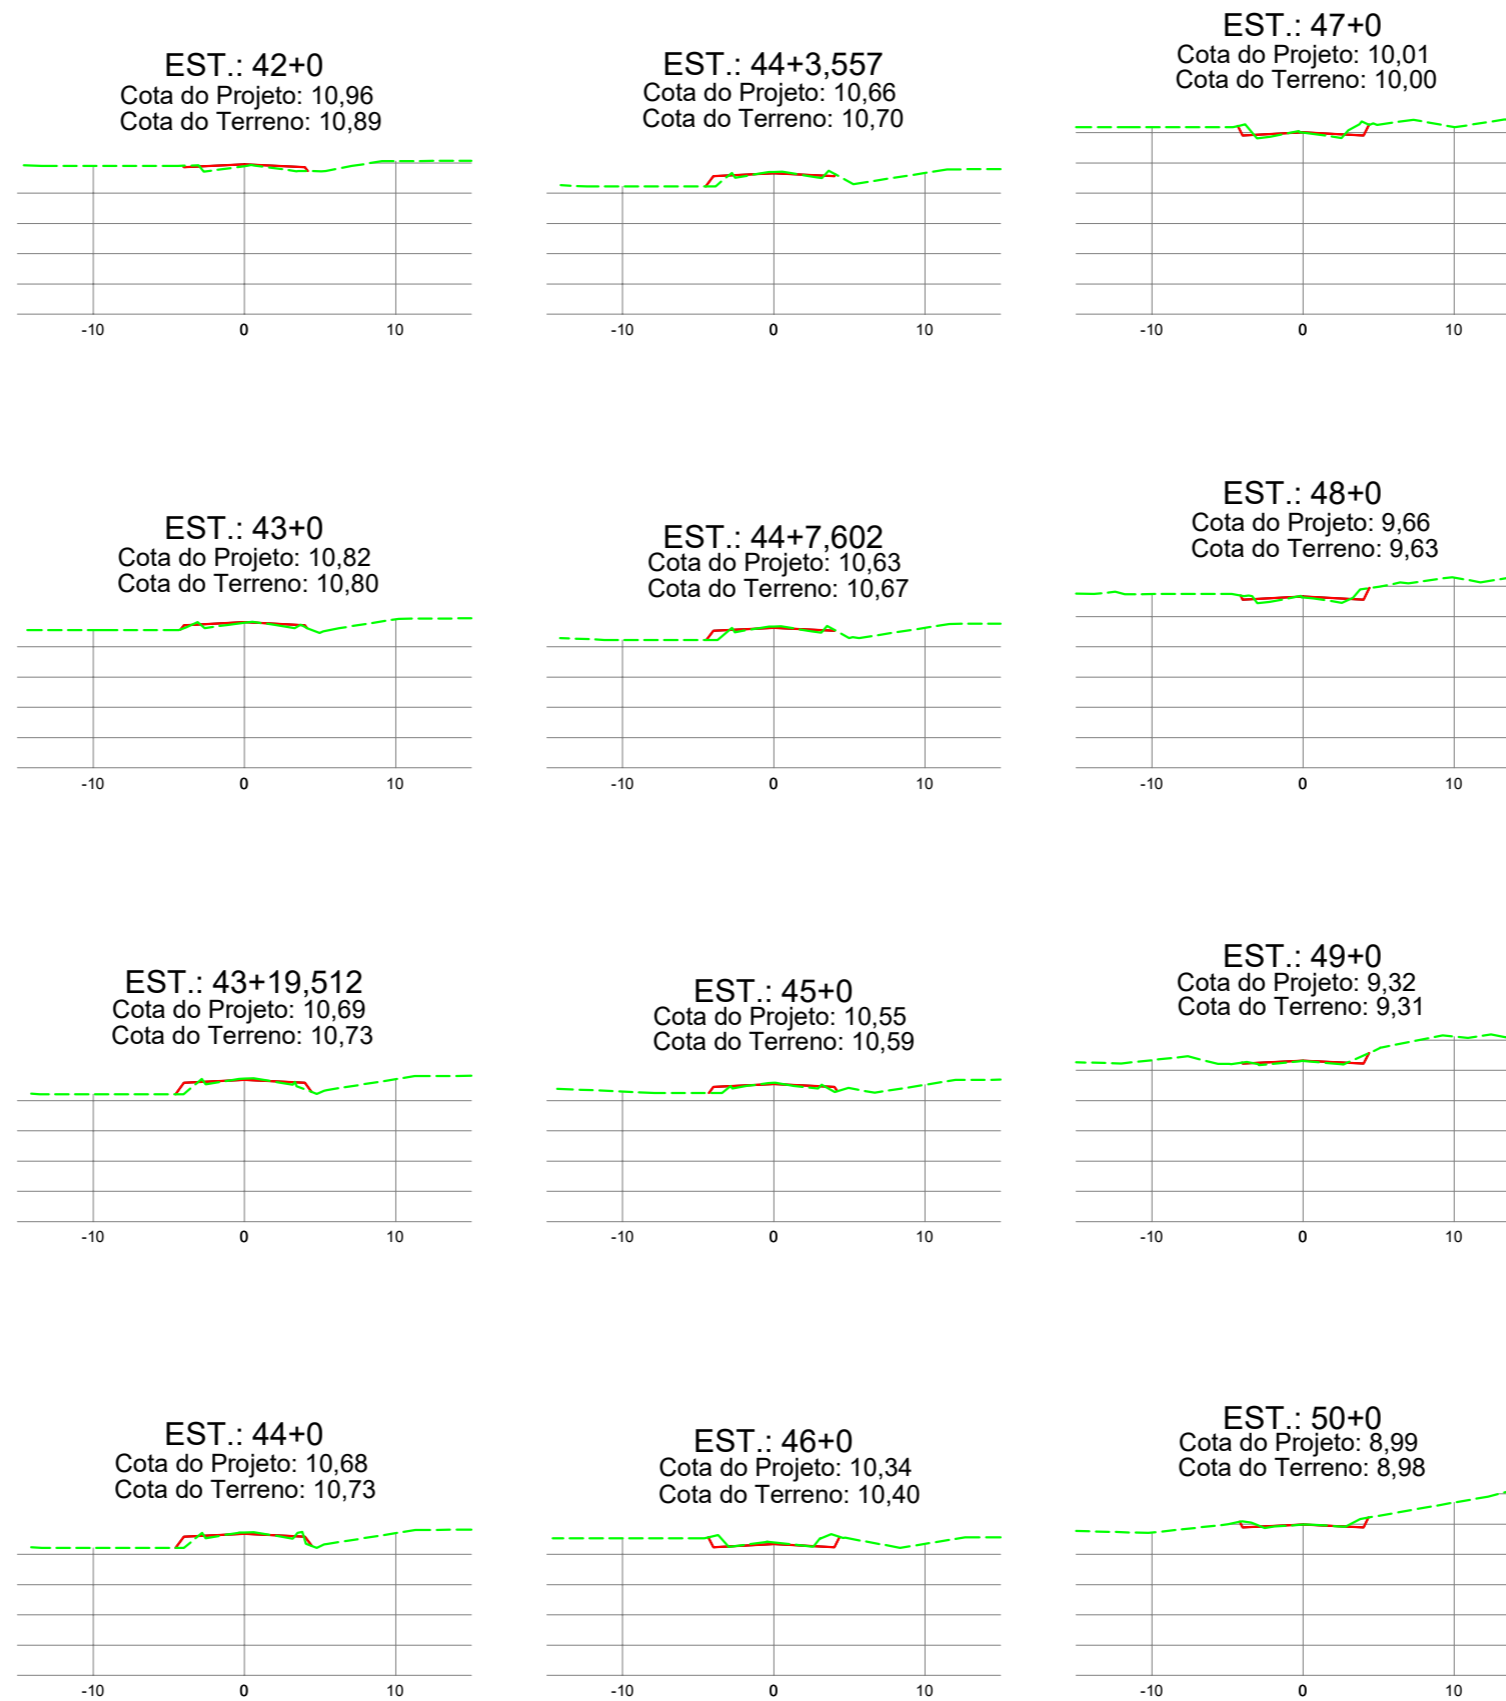 EST.: 42+0
Cota do Projeto: 10,96
Cota do Terreno: 10,89
-10 0 10
EST.: 43+0
Cota do Projeto: 10,82
Cota do Terreno: 10,80
-10 0 10
EST.: 43+19,512
Cota do Projeto: 10,69
Cota do Terreno: 10,73
-10 0 10
EST.: 44+0
Cota do Projeto: 10,68
Cota do Terreno: 10,73
-10 0 10
EST.: 44+3,557
Cota do Projeto: 10,66
Cota do Terreno: 10,70
-10 0 10
EST.: 44+7,602
Cota do Projeto: 10,63
Cota do Terreno: 10,67
-10 0 10
EST.: 45+0
Cota do Projeto: 10,55
Cota do Terreno: 10,59
-10 0 10
EST.: 46+0
Cota do Projeto: 10,34
Cota do Terreno: 10,40
-10 0 10
EST.: 47+0
Cota do Projeto: 10,01
Cota do Terreno: 10,00
-10 0 10
EST.: 48+0
Cota do Projeto: 9,66
Cota do Terreno: 9,63
-10 0 10
EST.: 49+0
Cota do Projeto: 9,32
Cota do Terreno: 9,31
-10 0 10
EST.: 50+0
Cota do Projeto: 8,99
Cota do Terreno: 8,98
-10 0 10